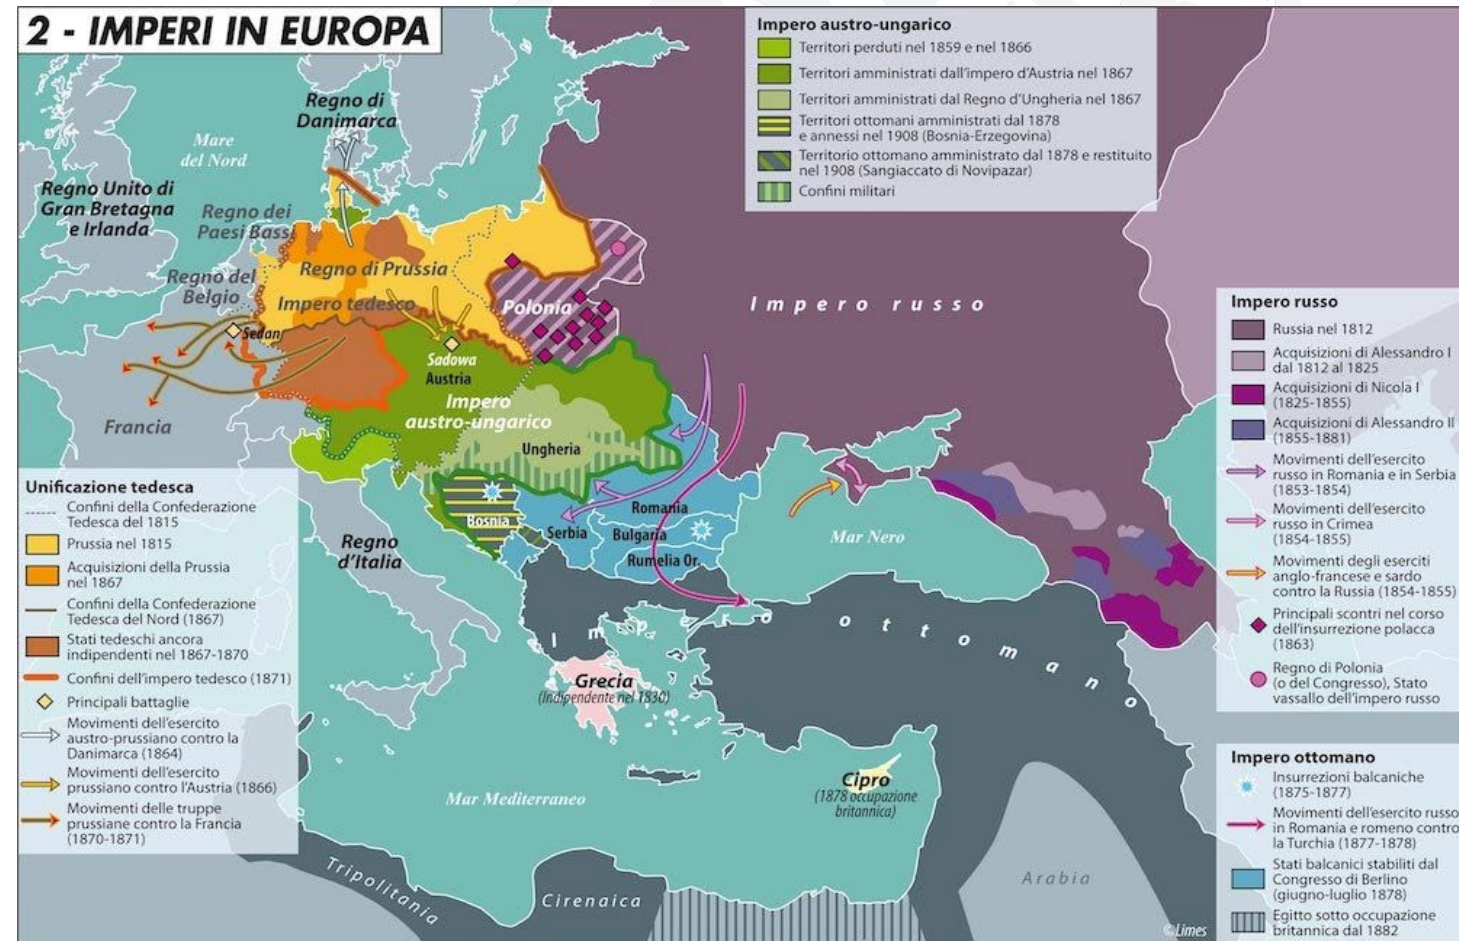 2 - IMPERI IN EUROPA
Impero austro-ungarico
Territori perduti nel 1859 e nel 1866
Territori amministrati dall'impero d'Austria nel 1867
Territori amministrati dal Regno d'Ungheria nel 1867
Territori ottomani amministrati dal 1878
e annessi nel 1908 (Bosnia-Erzegovina)
Territorio ottomano amministrato dal 1878 e restituito
nel 1908 (Sangiaccato di Novipazar)
Confini militari
Regno di
Danimarca
Mare
del Nord
Regno Unito di
Gran Bretagna
e Irlanda
Regno dei
Paesi Bassi
Regno del
Belgio
Regno di Prussia
Impero tedesco
Sedan
Polonia
Impero russo
Sadowa
Austria
Impero
austro-ungarico
Ungheria
Francia
Romania
Bosnia
Serbia
Bulgaria
Rumelia Or.
Mar Nero
Regno
d'Italia
Impero ottomano
Grecia
(Indipendente nel 1830)
Cipro
(1878 occupazione
britannica)
Mar Mediterraneo
Tripolitania
Cirenaica
Arabia
Unificazione tedesca
Confini della Confederazione
Tedesca del 1815
Prussia nel 1815
Acquisizioni della Prussia
nel 1867
Confini della Confederazione
Tedesca del Nord (1867)
Stati tedeschi ancora
indipendenti nel 1867-1870
Confini dell'impero tedesco (1871)
Principali battaglie
Movimenti dell'esercito
austro-prussiano contro la
Danimarca (1864)
Movimenti dell'esercito
prussiano contro l'Austria (1866)
Movimenti delle truppe
prussiane contro la Francia
(1870-1871)
Impero russo
Russia nel 1812
Acquisizioni di Alessandro I
dal 1812 al 1825
Acquisizioni di Nicola I
(1825-1855)
Acquisizioni di Alessandro II
(1855-1881)
Movimenti dell'esercito
russo in Romania e in Serbia
(1853-1854)
Movimenti dell'esercito
russo in Crimea
(1854-1855)
Movimenti degli eserciti
anglo-francese e sardo
contro la Russia (1854-1855)
Principali scontri nel corso
dell'insurrezione polacca
(1863)
Regno di Polonia
(o del Congresso), Stato
vassallo dell'impero russo
Impero ottomano
Insurrezioni balcaniche
(1875-1877)
Movimenti dell'esercito russo
in Romania e romeno contro
la Turchia (1877-1878)
Stati balcanici stabiliti dal
Congresso di Berlino
(giugno-luglio 1878)
Egitto sotto occupazione
britannica dal 1882
©Limes